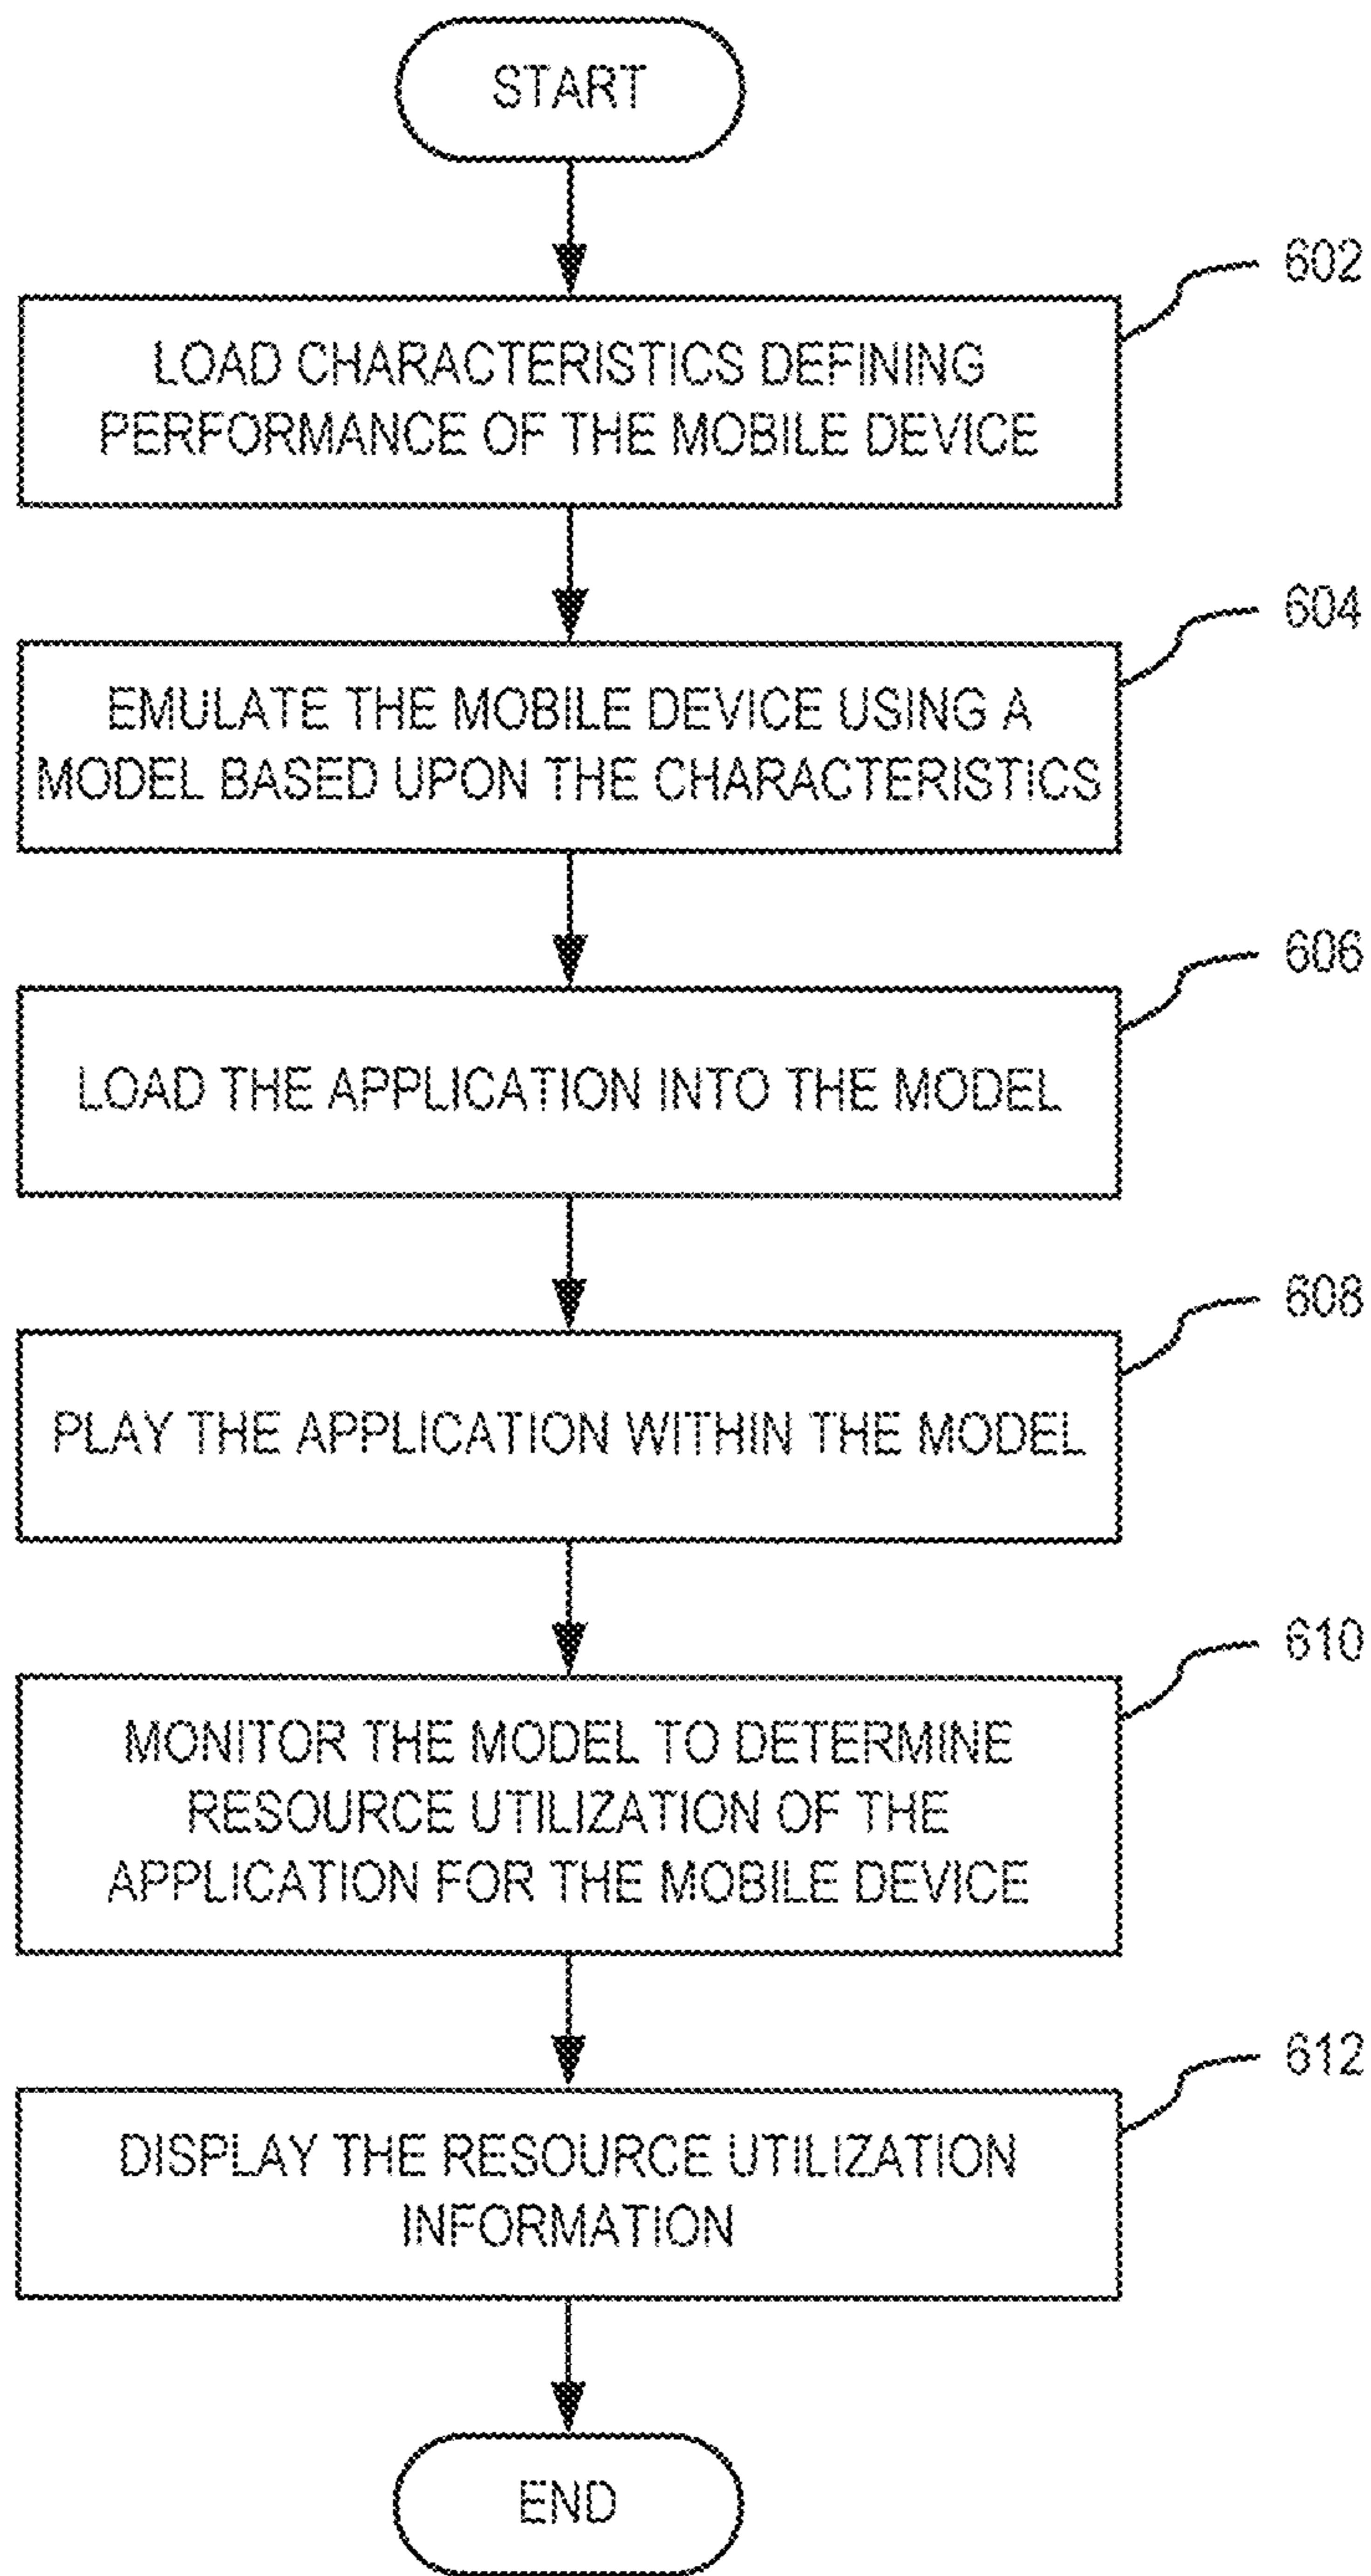 START
602
LOAD CHARACTERISTICS DEFINING
PERFORMANCE OF THE MOBILE DEVICE
604
EMULATE THE MOBILE DEVICE USING A
MODEL BASED UPON THE CHARACTERISTICS
606
LOAD THE APPLICATION INTO THE MODEL
608
PLAY THE APPLICATION WITHIN THE MODEL
610
MONITOR THE MODEL TO DETERMINE
RESOURCE UTILIZATION OF THE
APPLICATION FOR THE MOBILE DEVICE
612
DISPLAY THE RESOURCE UTILIZATION
INFORMATION
END